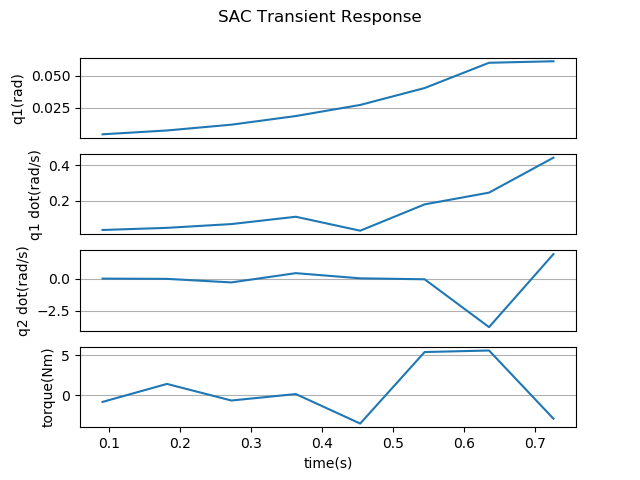 SAC Transient Response
q1(rad)
0.050
0.025
q1 dot(rad/s)
0.4
0.2
q2 dot(rad/s)
0.0
−2.5
torque(Nm)
5
0
0.1 0.2 0.3 0.4 0.5 0.6 0.7
time(s)